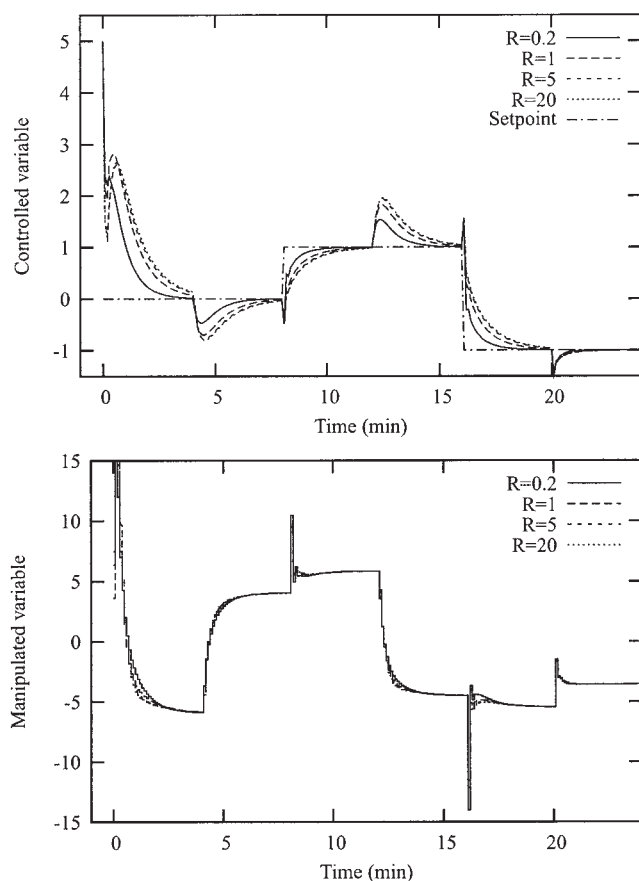 5
4
3
2
1
0
-1
Controlled variable
R=0.2
R=1
R=5
R=20
Setpoint
0 5 10 15 20
Time (min)
15
10
5
0
-5
-10
-15
Manipulated variable
R=0.2
R=1
R=5
R=20
0 5 10 15 20
Time (min)